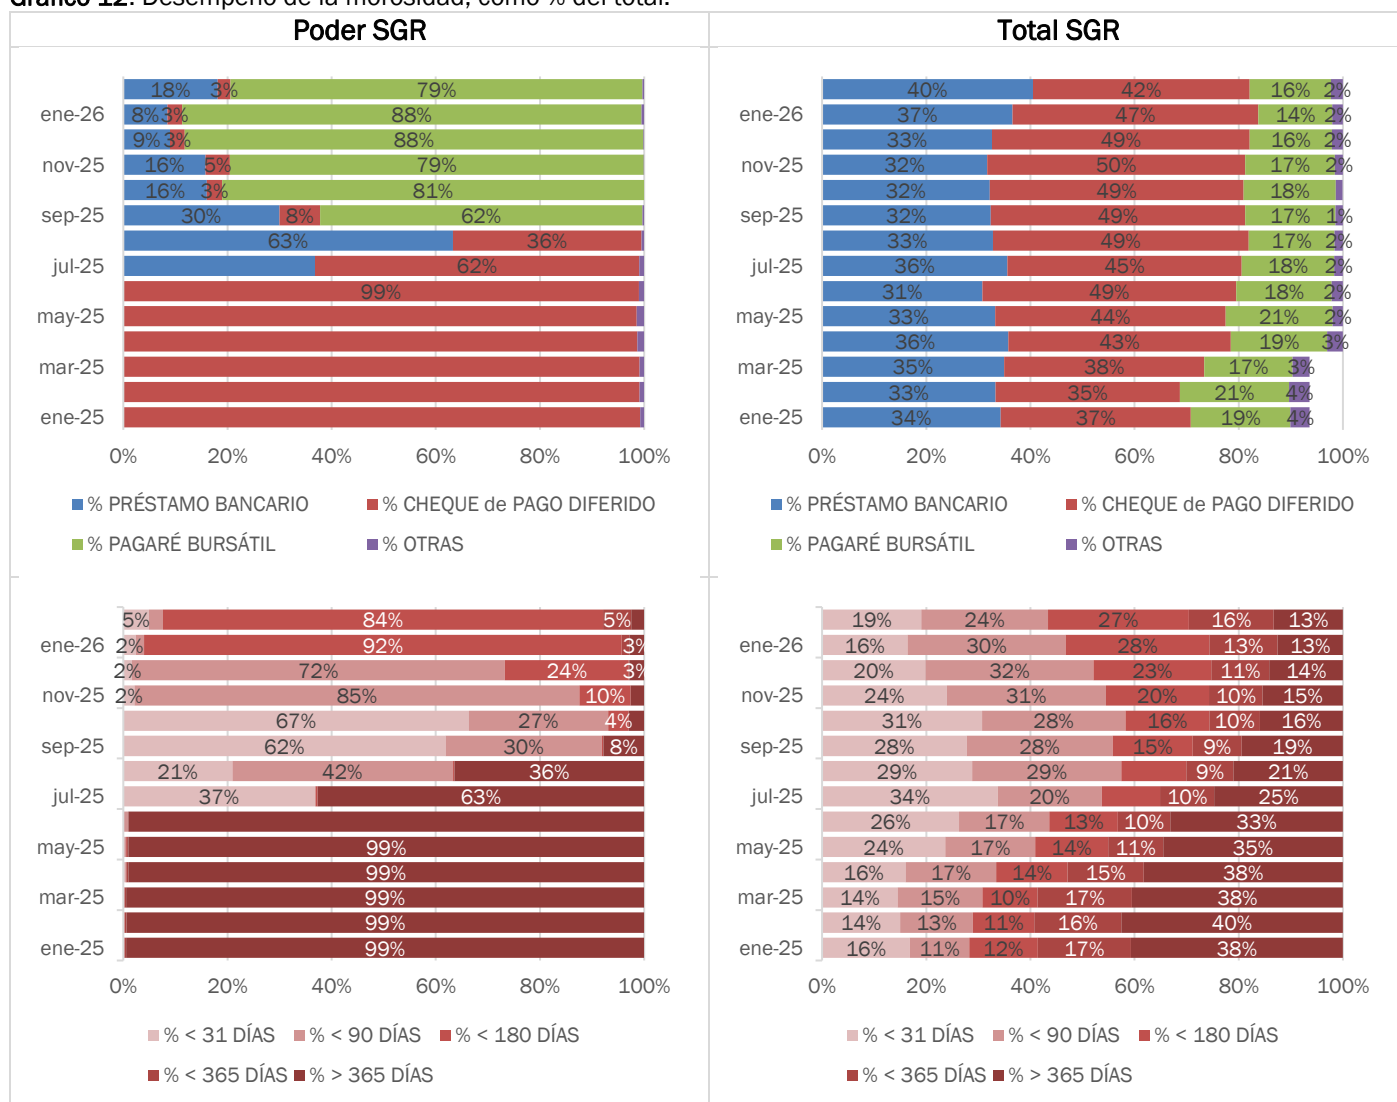 Gráfico 12. Desempeño de la morosidad, como % del total.
Poder SGR
Total SGR
18% 3% 79%
ene-26 8% 3% 88%
9% 3% 88%
nov-25 16% 5% 79%
16% 3% 81%
sep-25 30% 8% 62%
63% 36%
jul-25 62%
99%
may-25
mar-25
ene-25
0% 20% 40% 60% 80% 100%
% PRÉSTAMO BANCARIO % CHEQUE de PAGO DIFERIDO
% PAGARÉ BURSÁTIL % OTRAS
40% 42% 16% 2%
ene-26 37% 47% 14% 2%
33% 49% 16% 2%
nov-25 32% 50% 17% 2%
32% 49% 18%
sep-25 32% 49% 17% 1%
33% 49% 17% 2%
jul-25 36% 45% 18% 2%
31% 49% 18% 2%
may-25 33% 44% 21% 2%
36% 43% 19% 3%
mar-25 35% 38% 17% 3%
33% 35% 21% 4%
ene-25 34% 37% 19% 4%
0% 20% 40% 60% 80% 100%
% PRÉSTAMO BANCARIO % CHEQUE de PAGO DIFERIDO
% PAGARÉ BURSÁTIL % OTRAS
5% 84% 5%
ene-26 2% 92% 3%
2% 72% 24% 3%
nov-25 2% 85% 10%
67% 27% 4%
sep-25 62% 30% 8%
21% 42% 36%
jul-25 37% 63%
may-25 99%
99%
mar-25 99%
99%
ene-25 99%
0% 20% 40% 60% 80% 100%
% < 31 DÍAS % < 90 DÍAS % < 180 DÍAS
% < 365 DÍAS % > 365 DÍAS
19% 24% 27% 16% 13%
ene-26 16% 30% 28% 13% 13%
20% 32% 23% 11% 14%
nov-25 24% 31% 20% 10% 15%
31% 28% 16% 10% 16%
sep-25 28% 28% 15% 9% 19%
29% 29% 9% 21%
jul-25 34% 20% 10% 25%
26% 17% 13% 10% 33%
may-25 24% 17% 14% 11% 35%
16% 17% 14% 15% 38%
mar-25 14% 15% 10% 17% 38%
14% 13% 11% 16% 40%
ene-25 16% 11% 12% 17% 38%
0% 20% 40% 60% 80% 100%
% < 31 DÍAS % < 90 DÍAS % < 180 DÍAS
% < 365 DÍAS % > 365 DÍAS